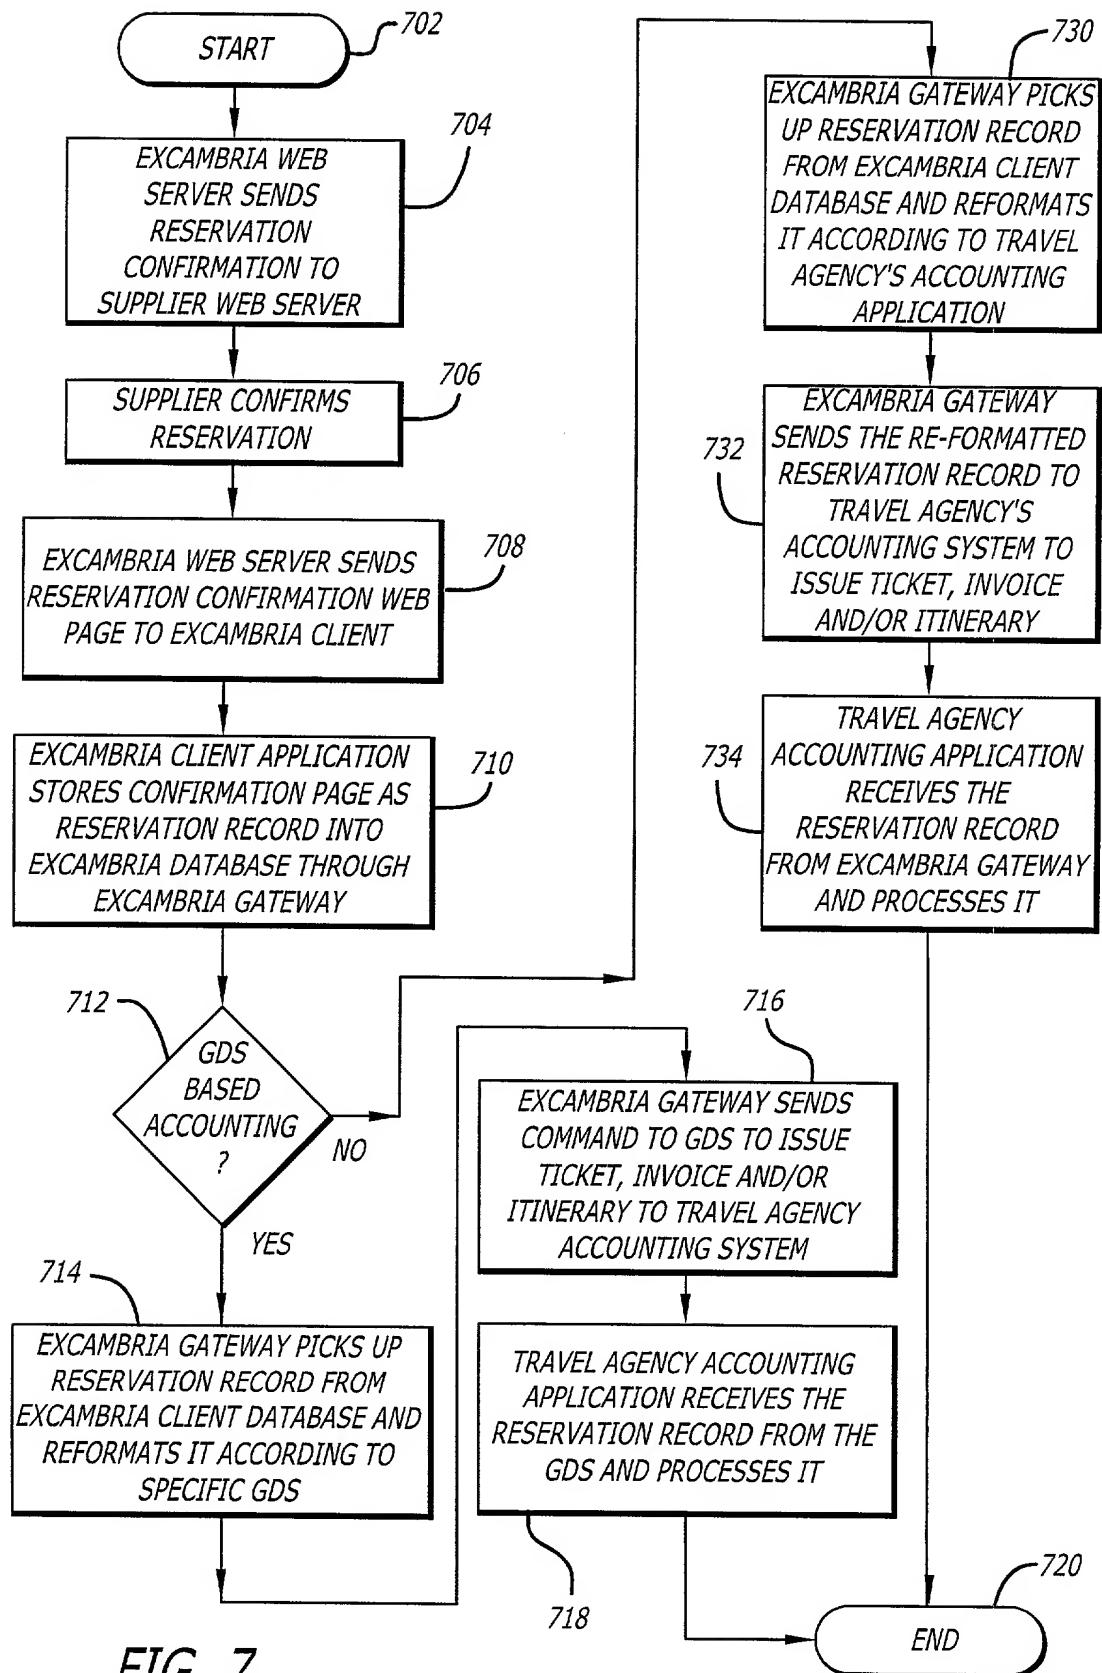 START
702
EXCAMBRIA WEB
SERVER SENDS
RESERVATION
CONFIRMATION TO
SUPPLIER WEB SERVER
704
SUPPLIER CONFIRMS
RESERVATION
706
EXCAMBRIA WEB SERVER SENDS
RESERVATION CONFIRMATION WEB
PAGE TO EXCAMBRIA CLIENT
708
EXCAMBRIA CLIENT APPLICATION
STORES CONFIRMATION PAGE AS
RESERVATION RECORD INTO
EXCAMBRIA DATABASE THROUGH
EXCAMBRIA GATEWAY
710
712
GDS
BASED
ACCOUNTING
?
NO
YES
714
EXCAMBRIA GATEWAY PICKS UP
RESERVATION RECORD FROM
EXCAMBRIA CLIENT DATABASE AND
REFORMATS IT ACCORDING TO
SPECIFIC GDS
716
EXCAMBRIA GATEWAY SENDS
COMMAND TO GDS TO ISSUE
TICKET, INVOICE AND/OR
ITINERARY TO TRAVEL AGENCY
ACCOUNTING SYSTEM
TRAVEL AGENCY ACCOUNTING
APPLICATION RECEIVES THE
RESERVATION RECORD FROM THE
GDS AND PROCESSES IT
718
730
EXCAMBRIA GATEWAY PICKS
UP RESERVATION RECORD
FROM EXCAMBRIA CLIENT
DATABASE AND REFORMATS
IT ACCORDING TO TRAVEL
AGENCY'S ACCOUNTING
APPLICATION
732
EXCAMBRIA GATEWAY
SENDS THE RE-FORMATTED
RESERVATION RECORD TO
TRAVEL AGENCY'S
ACCOUNTING SYSTEM TO
ISSUE TICKET, INVOICE
AND/OR ITINERARY
734
TRAVEL AGENCY
ACCOUNTING APPLICATION
RECEIVES THE
RESERVATION RECORD
FROM EXCAMBRIA GATEWAY
AND PROCESSES IT
720
END
FIG. 7